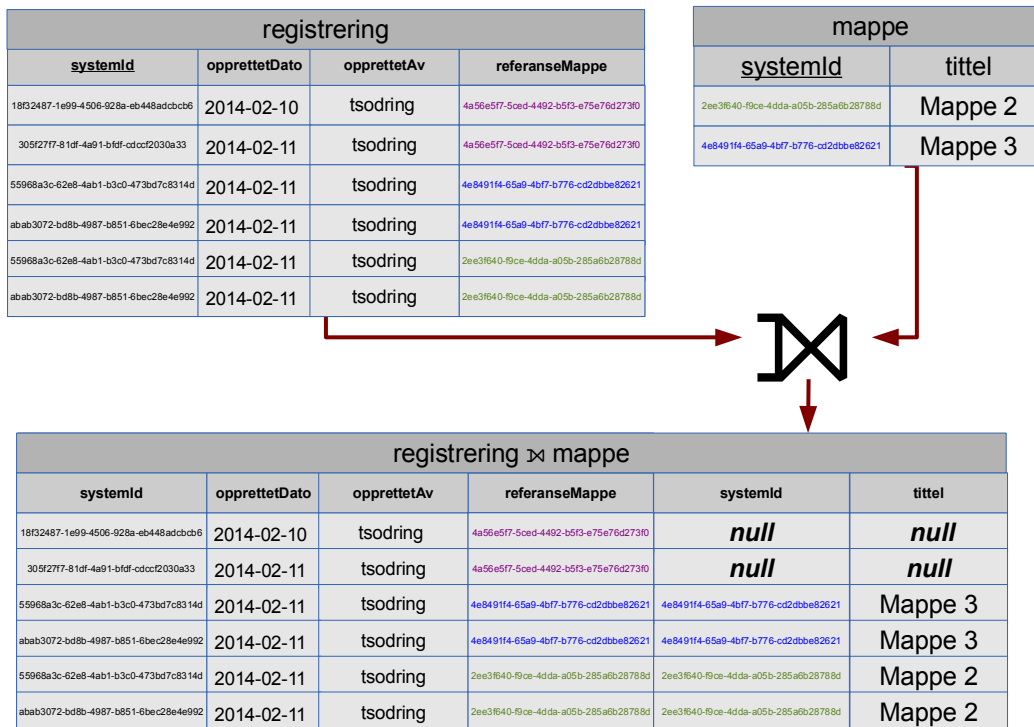 registrering
systemId opprettetDato opprettetAv referanseMappe
18f32487-1e99-4506-928a-eb448adcbcb6 2014-02-10 tsodring 4a56e5f7-5ced-4492-b5f3-e75e76d273f0
305f27f7-81df-4a91-bfdf-cdccf2030a33 2014-02-11 tsodring 4a56e5f7-5ced-4492-b5f3-e75e76d273f0
55968a3c-62e8-4ab1-b3c0-473bd7c8314d 2014-02-11 tsodring 4e8491f4-65a9-4bf7-b776-cd2dbbe82621
abab3072-bd8b-4987-b851-6bec28e4e992 2014-02-11 tsodring 4e8491f4-65a9-4bf7-b776-cd2dbbe82621
55968a3c-62e8-4ab1-b3c0-473bd7c8314d 2014-02-11 tsodring 2ee3f640-f9ce-4dda-a05b-285a6b28788d
abab3072-bd8b-4987-b851-6bec28e4e992 2014-02-11 tsodring 2ee3f640-f9ce-4dda-a05b-285a6b28788d
mappe
systemId tittel
2ee3f640-f9ce-4dda-a05b-285a6b28788d Mappe 2
4e8491f4-65a9-4bf7-b776-cd2dbbe82621 Mappe 3
⟕
registrering ⟕ mappe
systemId opprettetDato opprettetAv referanseMappe systemId tittel
18f32487-1e99-4506-928a-eb448adcbcb6 2014-02-10 tsodring 4a56e5f7-5ced-4492-b5f3-e75e76d273f0 null null
305f27f7-81df-4a91-bfdf-cdccf2030a33 2014-02-11 tsodring 4a56e5f7-5ced-4492-b5f3-e75e76d273f0 null null
55968a3c-62e8-4ab1-b3c0-473bd7c8314d 2014-02-11 tsodring 4e8491f4-65a9-4bf7-b776-cd2dbbe82621 4e8491f4-65a9-4bf7-b776-cd2dbbe82621 Mappe 3
abab3072-bd8b-4987-b851-6bec28e4e992 2014-02-11 tsodring 4e8491f4-65a9-4bf7-b776-cd2dbbe82621 4e8491f4-65a9-4bf7-b776-cd2dbbe82621 Mappe 3
55968a3c-62e8-4ab1-b3c0-473bd7c8314d 2014-02-11 tsodring 2ee3f640-f9ce-4dda-a05b-285a6b28788d 2ee3f640-f9ce-4dda-a05b-285a6b28788d Mappe 2
abab3072-bd8b-4987-b851-6bec28e4e992 2014-02-11 tsodring 2ee3f640-f9ce-4dda-a05b-285a6b28788d 2ee3f640-f9ce-4dda-a05b-285a6b28788d Mappe 2